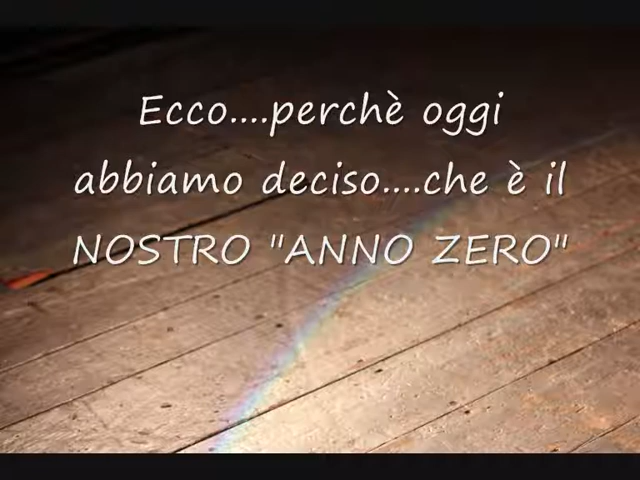 Ecco....perchè oggi
abbiamo deciso....che è il
NOSTRO "ANNO ZERO"